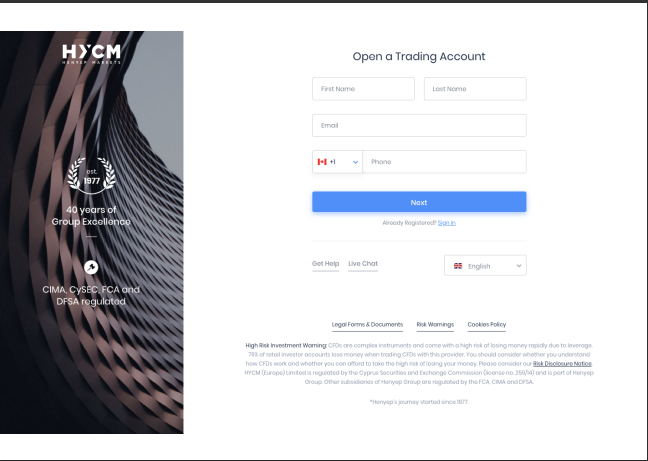 HYCM
HENYEP MARKETS
est.
1977
40 years of
Group Excellence
CIMA, CySEC, FCA and
DFSA regulated
Open a Trading Account
First Name
Last Name
Email
+1
Phone
Next
Already Registered? Sign In
Get Help
Live Chat
English
Legal Forms & Documents
Risk Warnings
Cookies Policy
High Risk Investment Warning: CFDs are complex instruments and come with a high risk of losing money rapidly due to leverage.
79% of retail investor accounts lose money when trading CFDs with this provider. You should consider whether you understand
how CFDs work and whether you can afford to take the high risk of losing your money. Please consider our Risk Disclosure Notice.
HYCM (Europe) Limited is regulated by the Cyprus Securities and Exchange Commission (license no. 259/14) and is part of Henyep
Group. Other subsidiaries of Henyep Group are regulated by the FCA, CIMA and DFSA.
*Henyep's journey started since 1977.